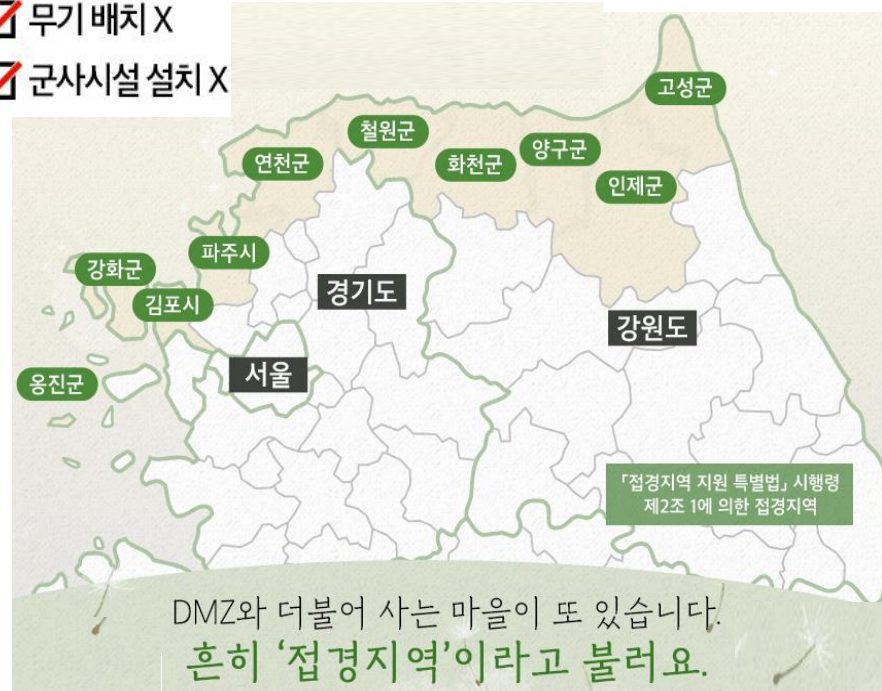 무기 배치 X
군사시설 설치 X
고성군
철원군
양구군
연천군
화천군
인제군
파주시
강화군
경기도
김포시
강원도
서울
옹진군
「접경지역 지원 특별법」 시행령
제2조 1에 의한 접경지역
DMZ와 더불어 사는 마을이 또 있습니다.
흔히 ‘접경지역’이라고 불러요.